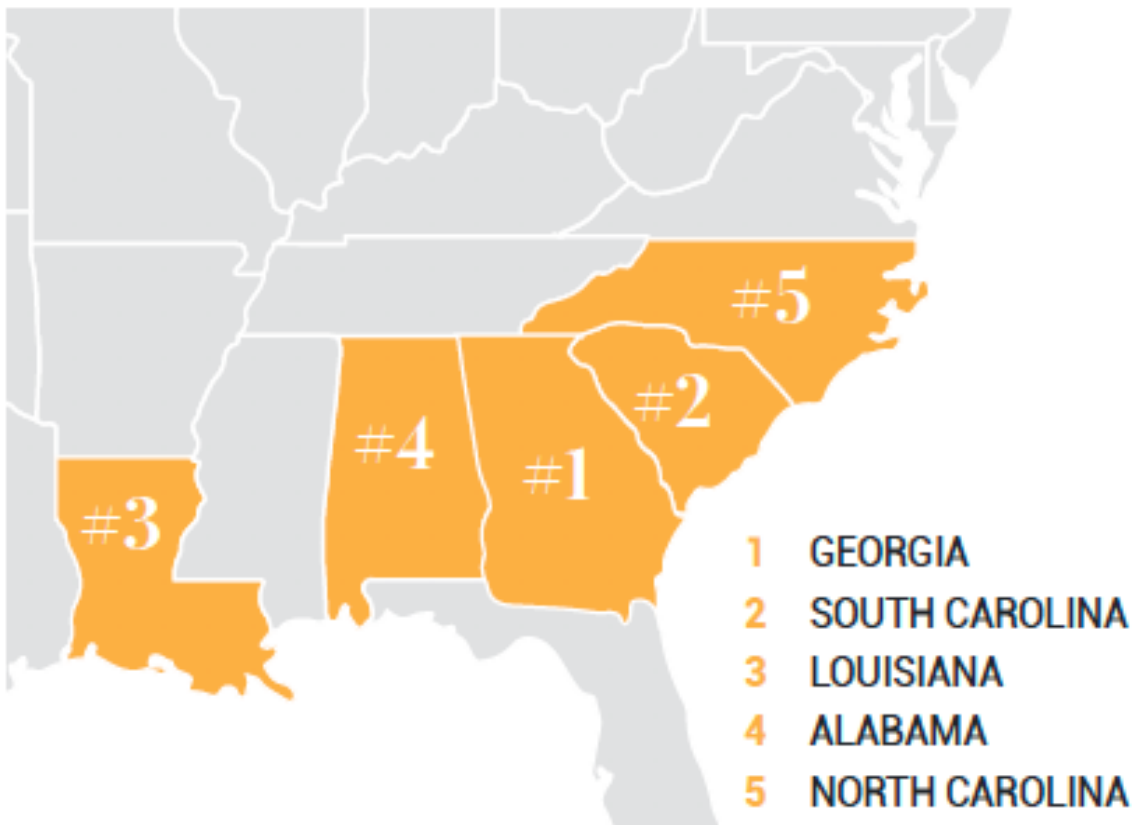 #5
#2
#4
#1
#3
1 GEORGIA
2 SOUTH CAROLINA
3 LOUISIANA
4 ALABAMA
5 NORTH CAROLINA